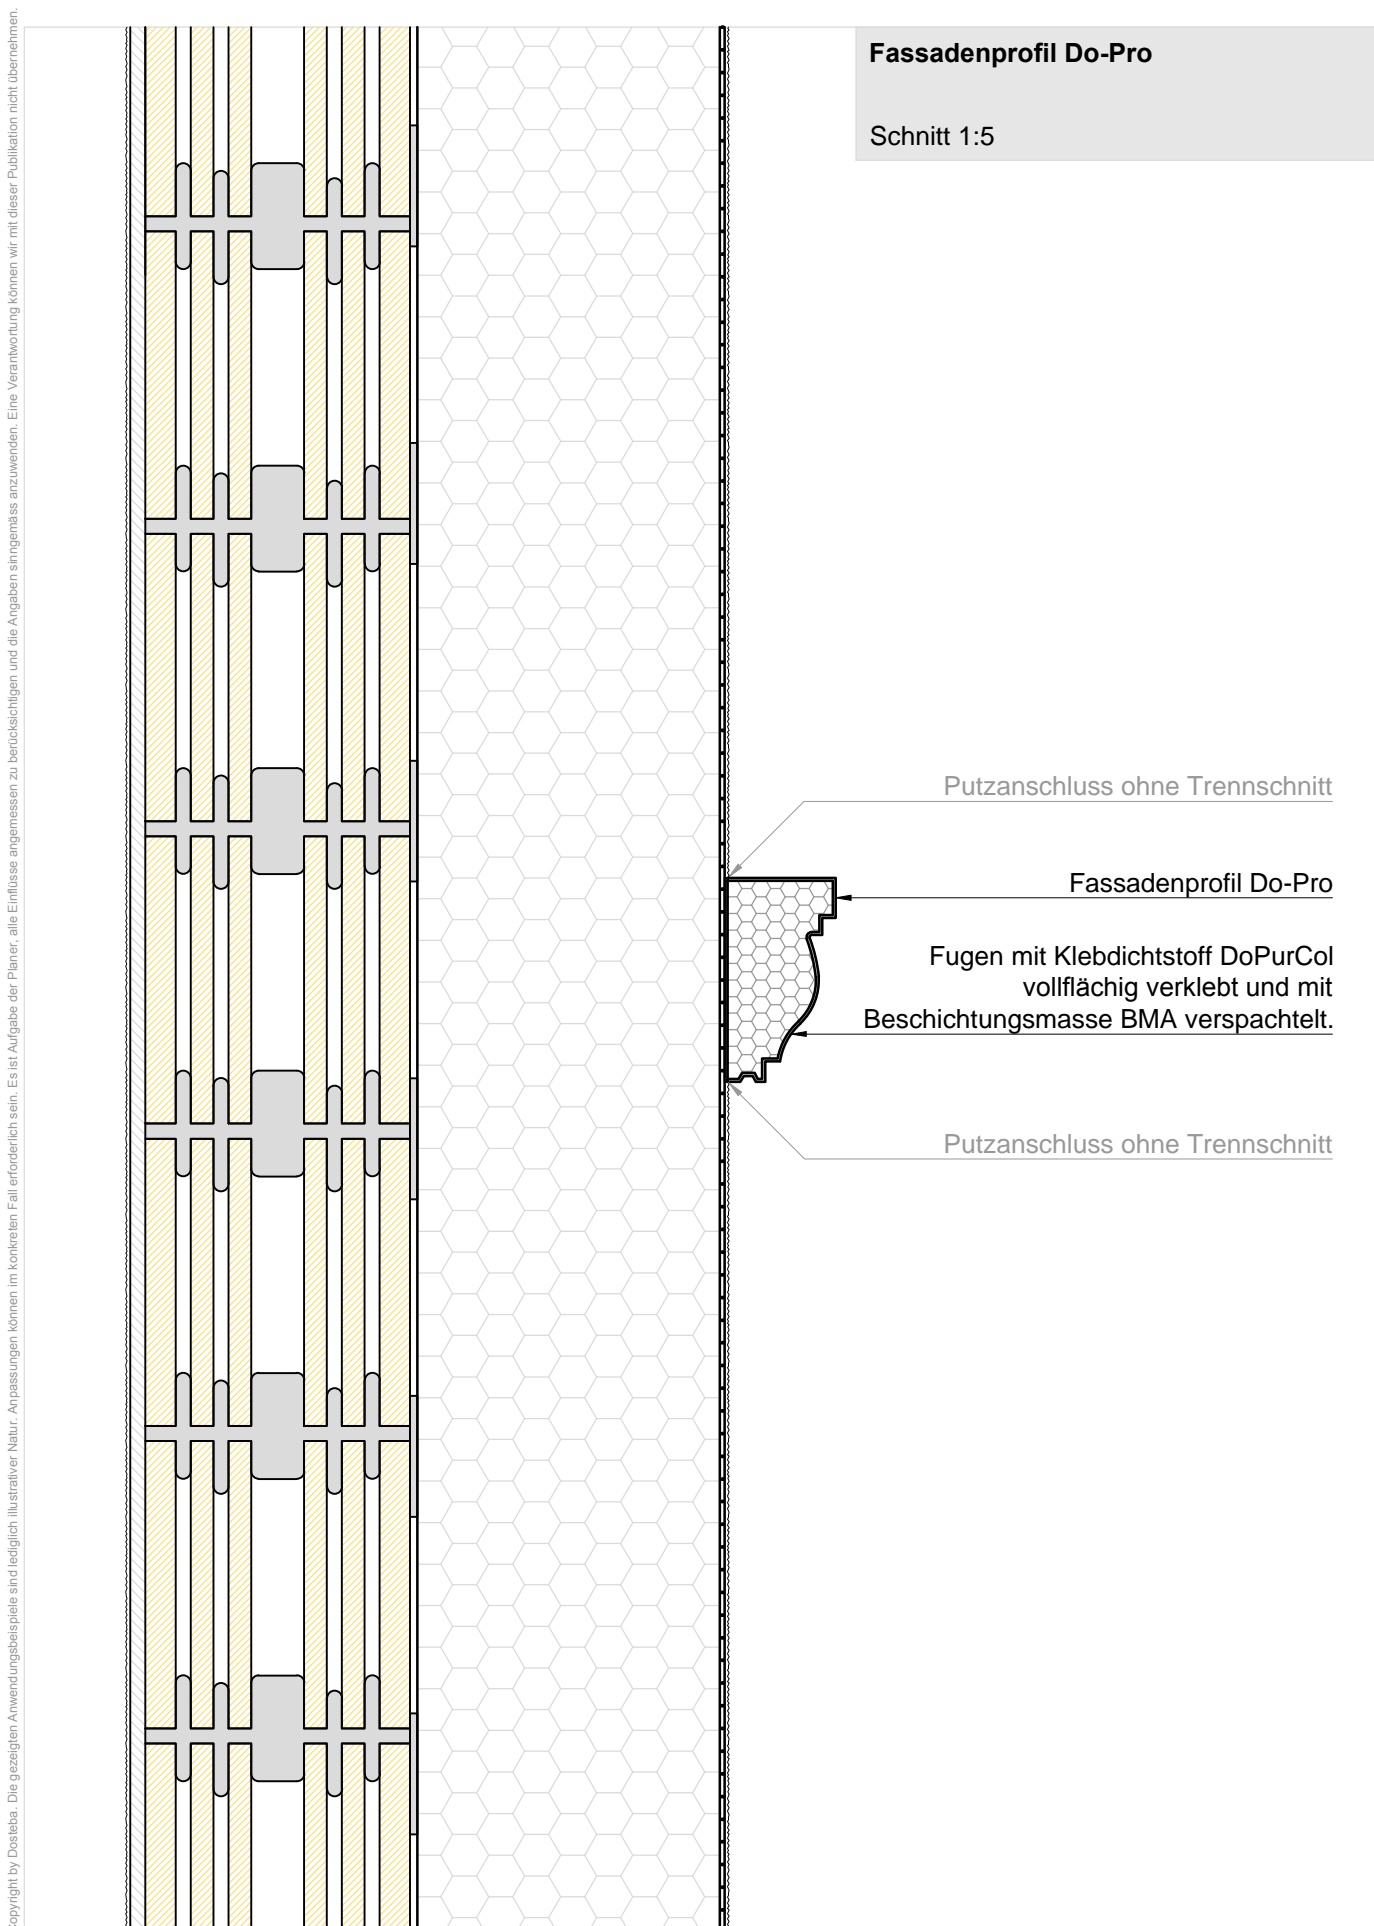 Fassadenprofil Do-Pro
Schnitt 1:5
Putzanschluss ohne Trennschnitt
Fassadenprofil Do-Pro
Fugen mit Klebdichtstoff DoPurCol
vollflächig verklebt und mit
Beschichtungsmasse BMA verspachtelt.
Putzanschluss ohne Trennschnitt
Copyright by Dosteba. Die gezeigten Anwendungsbeispiele sind lediglich illustrativer Natur. Anpassungen können im konkreten Fall erforderlich sein. Es ist Aufgabe der Planer, alle Einflüsse angemessen zu berücksichtigen und die Angaben sinngemäss anzuwenden. Eine Verantwortung können wir mit dieser Publikation nicht übernehmen.